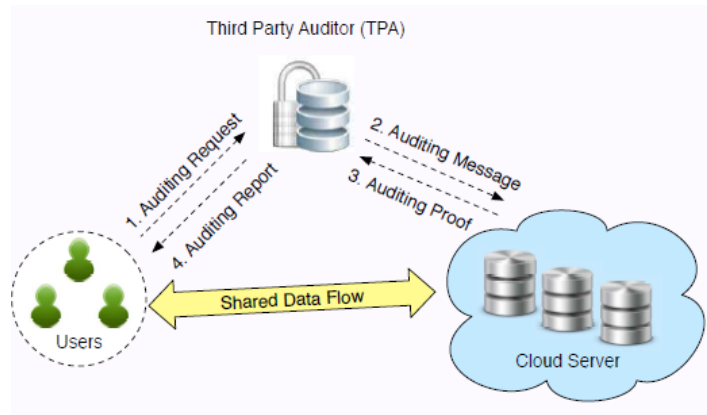 Third Party Auditor (TPA)
1. Auditing Request
2. Auditing Message
3. Auditing Proof
4. Auditing Report
Shared Data Flow
Users
Cloud Server